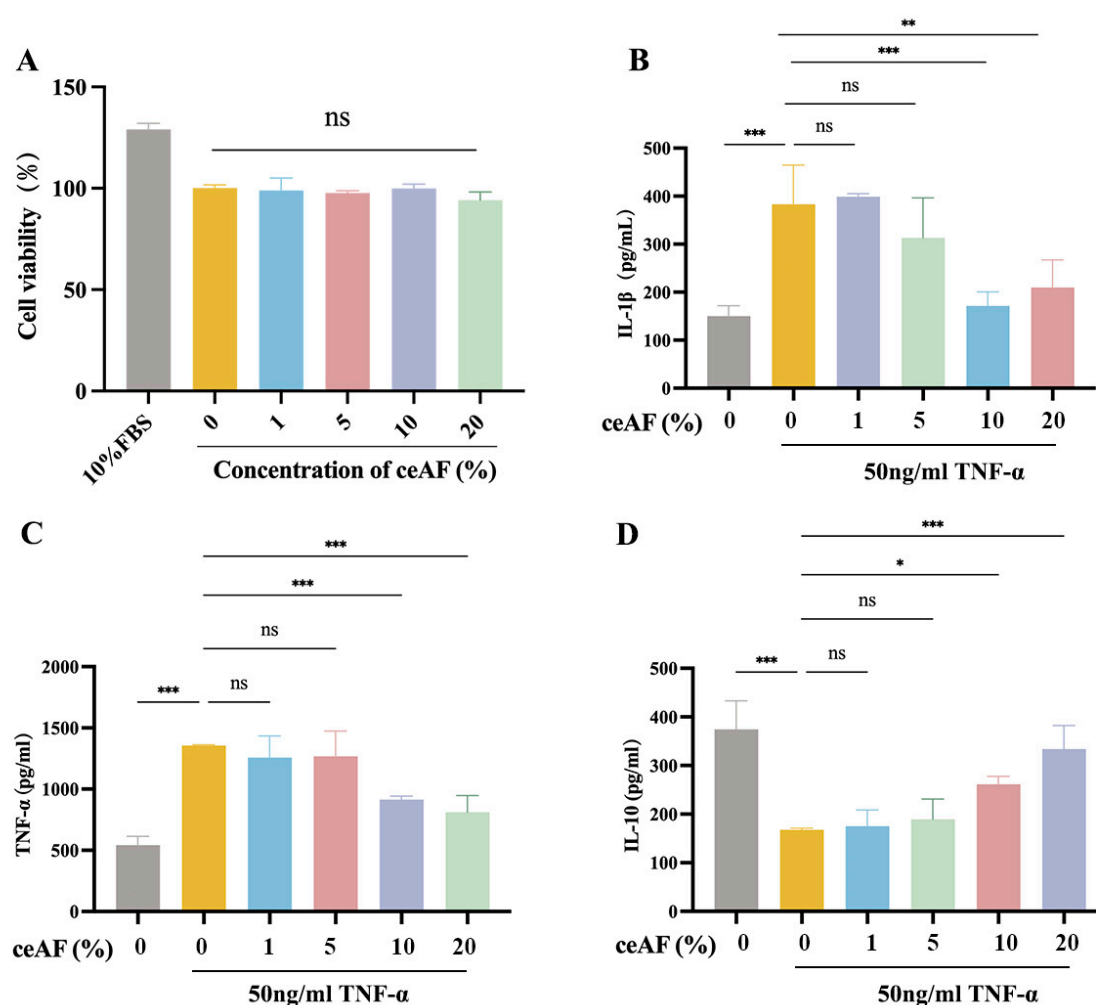 A
150
100
50
0
Cell viability (%)
ns
10%FBS
0 1 5 10 20
Concentration of ceAF (%)
B
**
***
ns
*** ns
500
400
300
200
100
0
IL-1β (pg/mL)
ceAF (%) 0 0 1 5 10 20
50ng/ml TNF-α
C
***
***
ns
*** ns
2000
1500
1000
500
0
TNF-α (pg/ml)
ceAF (%) 0 0 1 5 10 20
50ng/ml TNF-α
D
***
*
ns
*** ns
500
400
300
200
100
0
IL-10 (pg/ml)
ceAF (%) 0 0 1 5 10 20
50ng/ml TNF-α